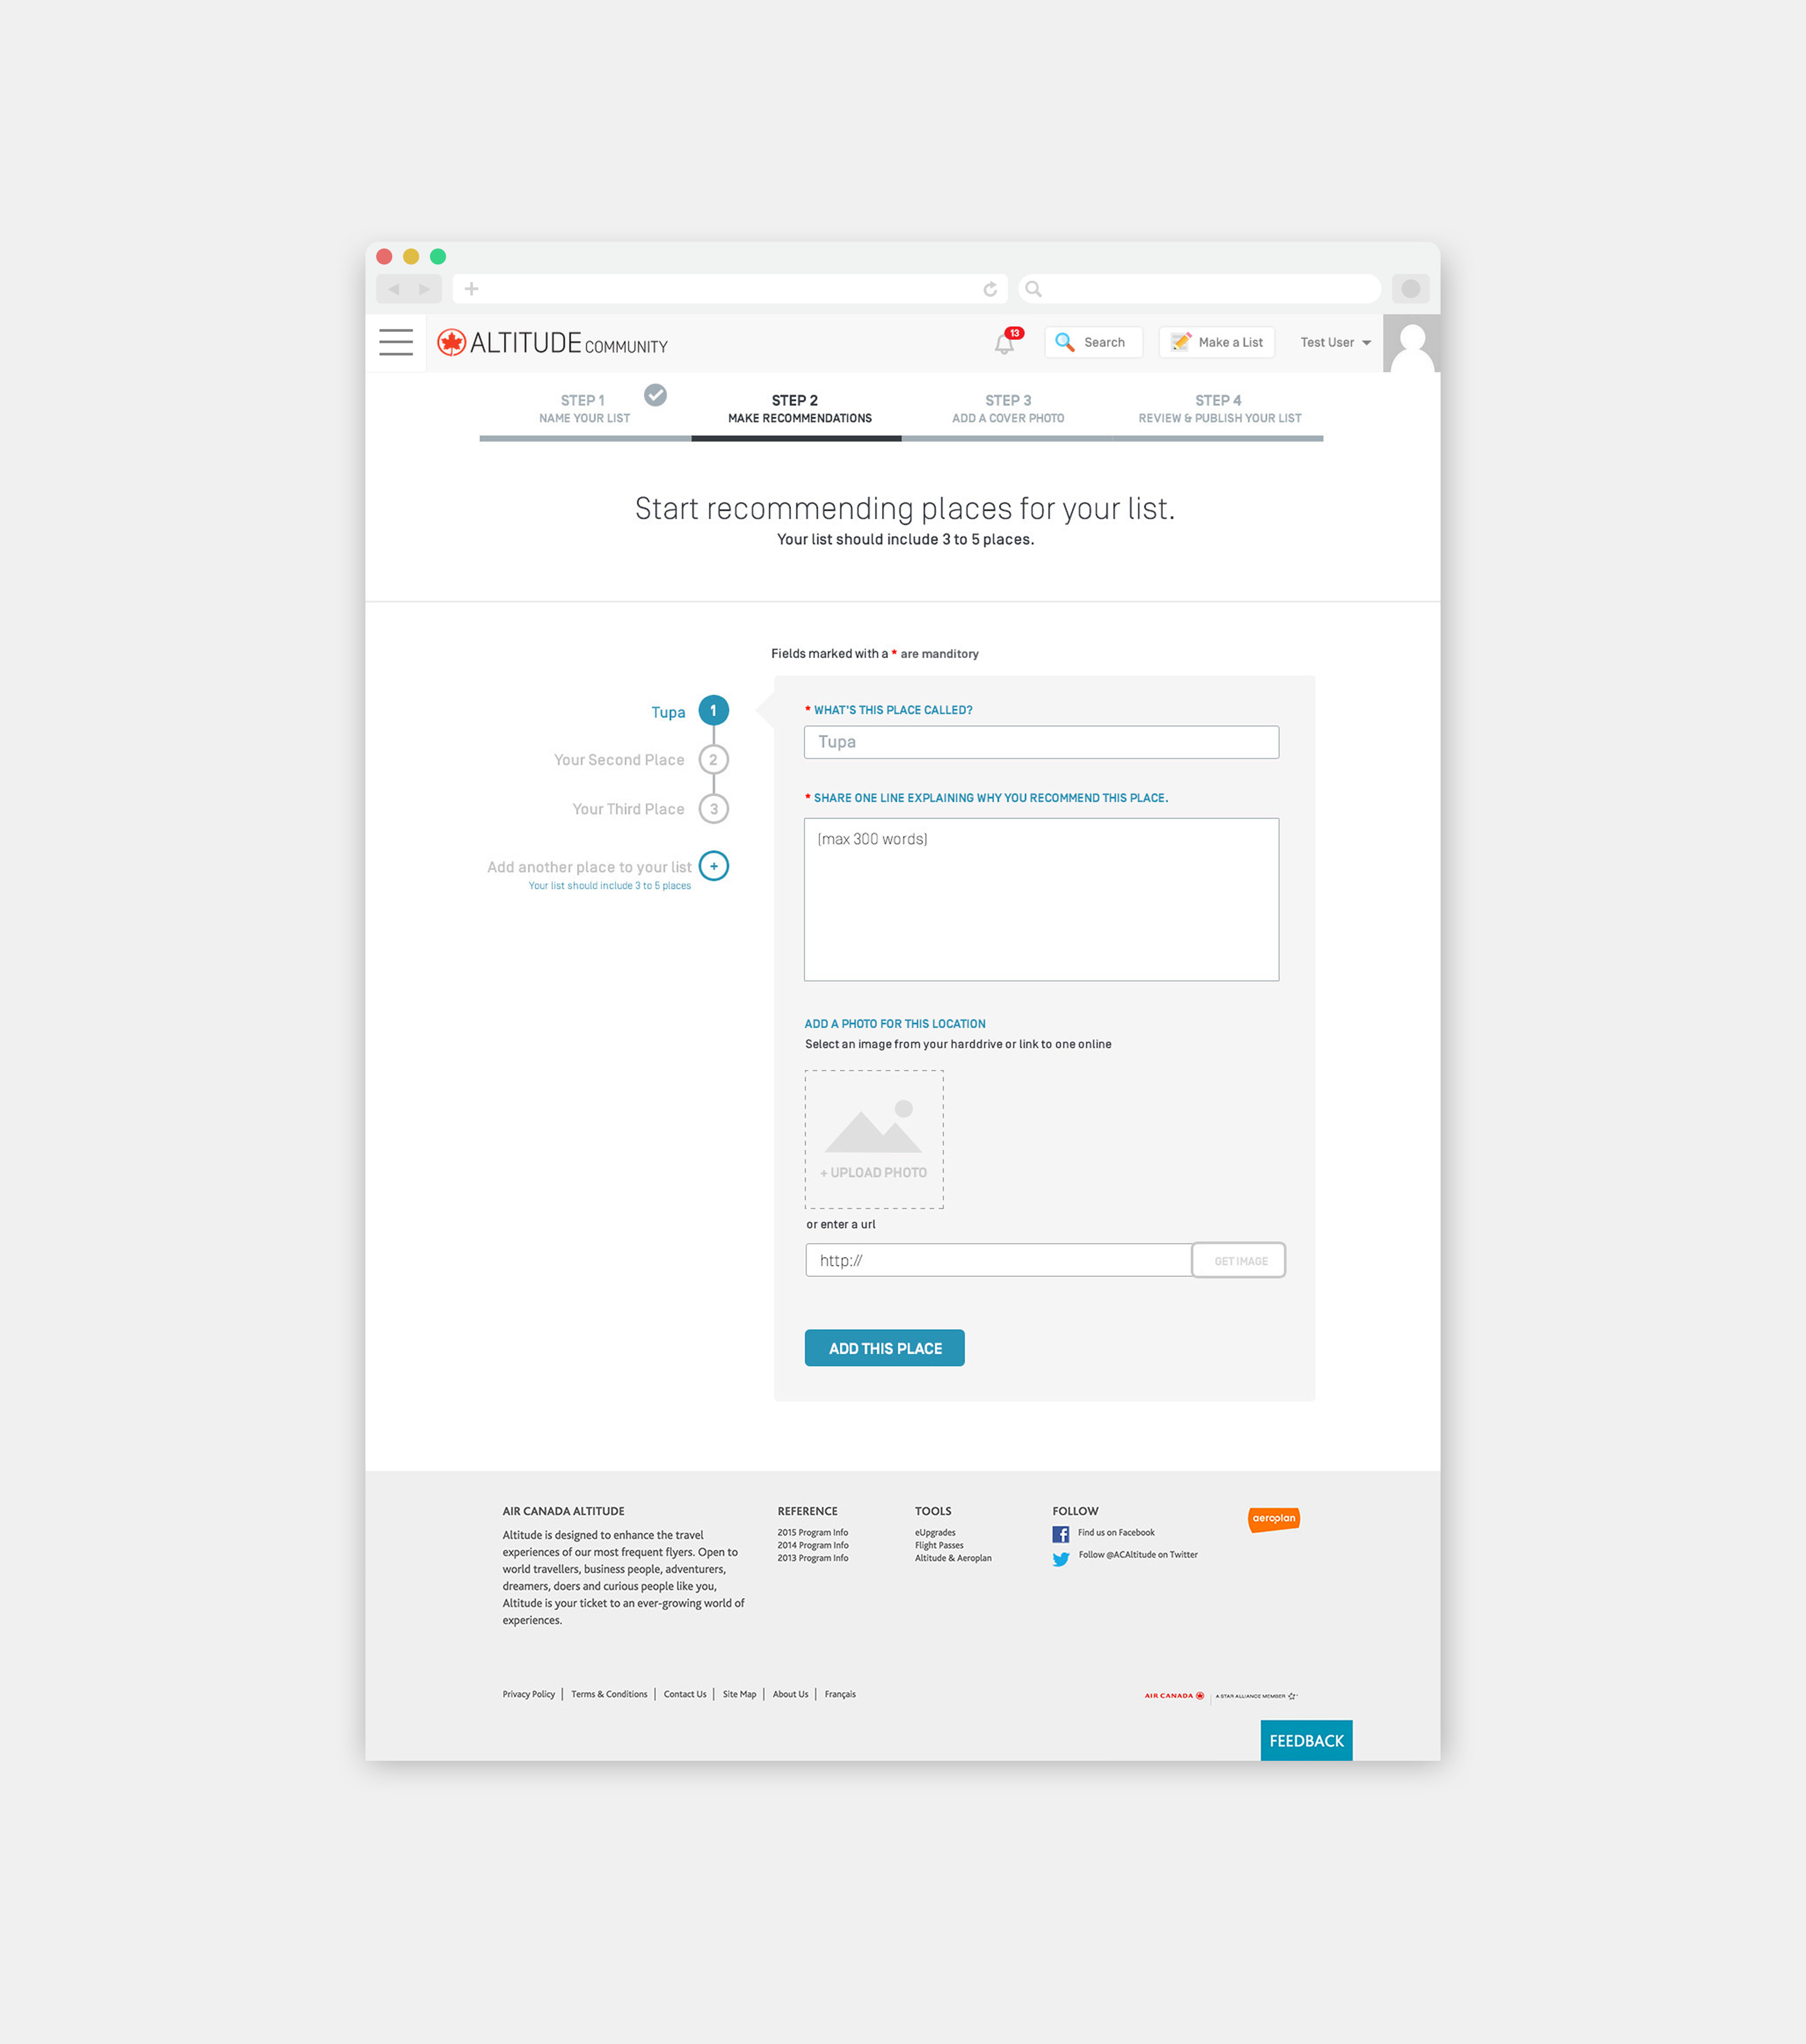 ALTITUDE COMMUNITY
13
Search
Make a List
Test User
STEP 1
NAME YOUR LIST
STEP 2
MAKE RECOMMENDATIONS
STEP 3
ADD A COVER PHOTO
STEP 4
REVIEW & PUBLISH YOUR LIST
Start recommending places for your list.
Your list should include 3 to 5 places.
Fields marked with a * are manditory
Tupa 1
Your Second Place 2
Your Third Place 3
Add another place to your list +
Your list should include 3 to 5 places
* WHAT'S THIS PLACE CALLED?
Tupa
* SHARE ONE LINE EXPLAINING WHY YOU RECOMMEND THIS PLACE.
(max 300 words)
ADD A PHOTO FOR THIS LOCATION
Select an image from your harddrive or link to one online
+ UPLOAD PHOTO
or enter a url
http://
GET IMAGE
ADD THIS PLACE
AIR CANADA ALTITUDE
Altitude is designed to enhance the travel
experiences of our most frequent flyers. Open to
world travellers, business people, adventurers,
dreamers, doers and curious people like you,
Altitude is your ticket to an ever-growing world of
experiences.
REFERENCE
2015 Program Info
2014 Program Info
2013 Program Info
TOOLS
eUpgrades
Flight Passes
Altitude & Aeroplan
FOLLOW
Find us on Facebook
Follow @ACAltitude on Twitter
aeroplan
Privacy Policy | Terms & Conditions | Contact Us | Site Map | About Us | Français
AIR CANADA | A STAR ALLIANCE MEMBER
FEEDBACK